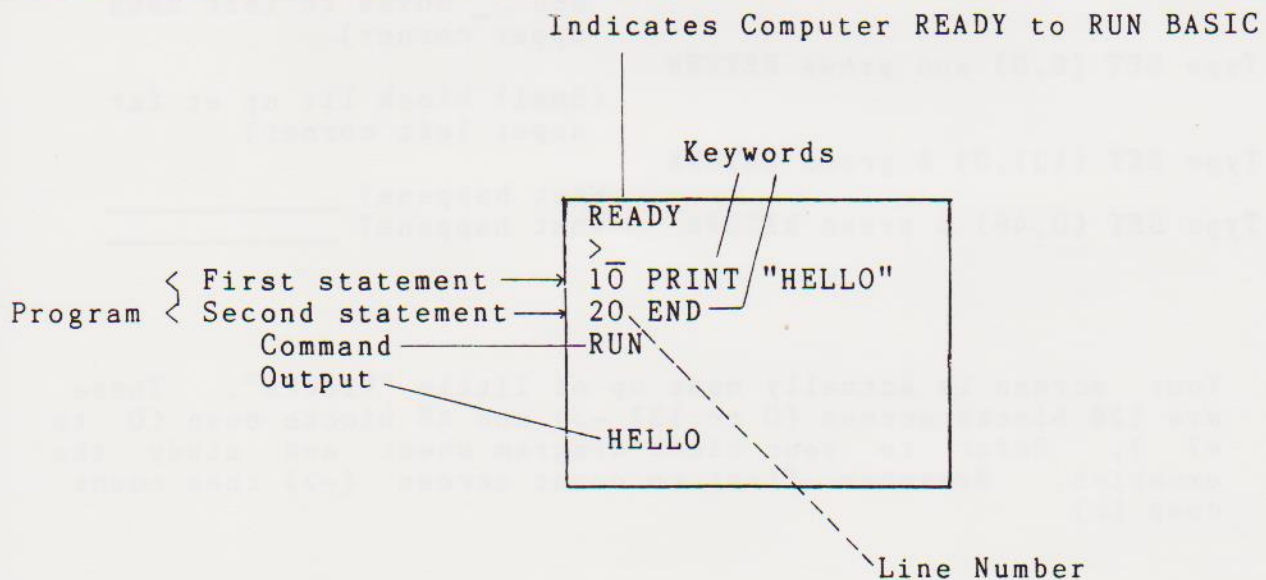 Indicates Computer READY to RUN BASIC
Keywords
READY
>_
First statement 10 PRINT "HELLO"
Program Second statement 20 END
Command RUN
Output
HELLO
Line Number